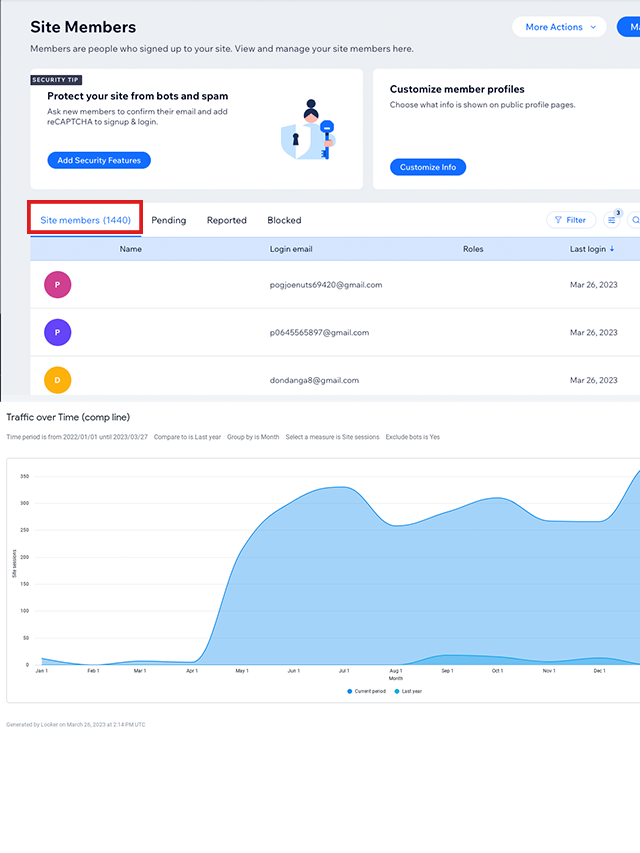 Site Members
More Actions
Ma
Members are people who signed up to your site. View and manage your site members here.
SECURITY TIP
Protect your site from bots and spam
Ask new members to confirm their email and add
reCAPTCHA to signup & login.
Add Security Features
Customize member profiles
Choose what info is shown on public profile pages.
Customize Info
Site members (1440) Pending Reported Blocked
Filter
3
Name Login email Roles Last login ↓
P pogjoenuts69420@gmail.com Mar 26, 2023
P p0645565897@gmail.com Mar 26, 2023
D dondanga8@gmail.com Mar 26, 2023
Traffic over Time (comp line)
Time period is from 2022/01/01 until 2023/03/27 Compare to is Last year Group by is Month Select a measure is Site sessions Exclude bots is Yes
350
300
250
200
150
100
50
0
Site sessions
Jan 1 Feb 1 Mar 1 Apr 1 May 1 Jun 1 Jul 1 Aug 1 Sep 1 Oct 1 Nov 1 Dec 1
Month
Current period Last year
Generated by Looker on March 26, 2023 at 2:14 PM UTC